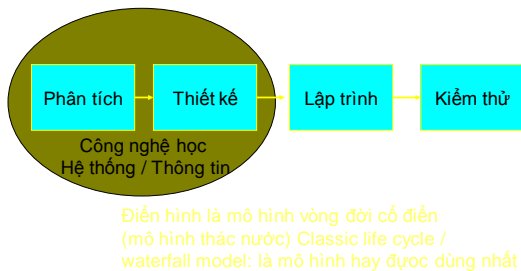 Phân tích
Thiết kế
Lập trình
Kiểm thử
Công nghệ học
Hệ thống / Thông tin
Điển hình là mô hình vòng đời cổ điển
(mô hình thác nước) Classic life cycle /
waterfall model: là mô hình hay được dùng nhất